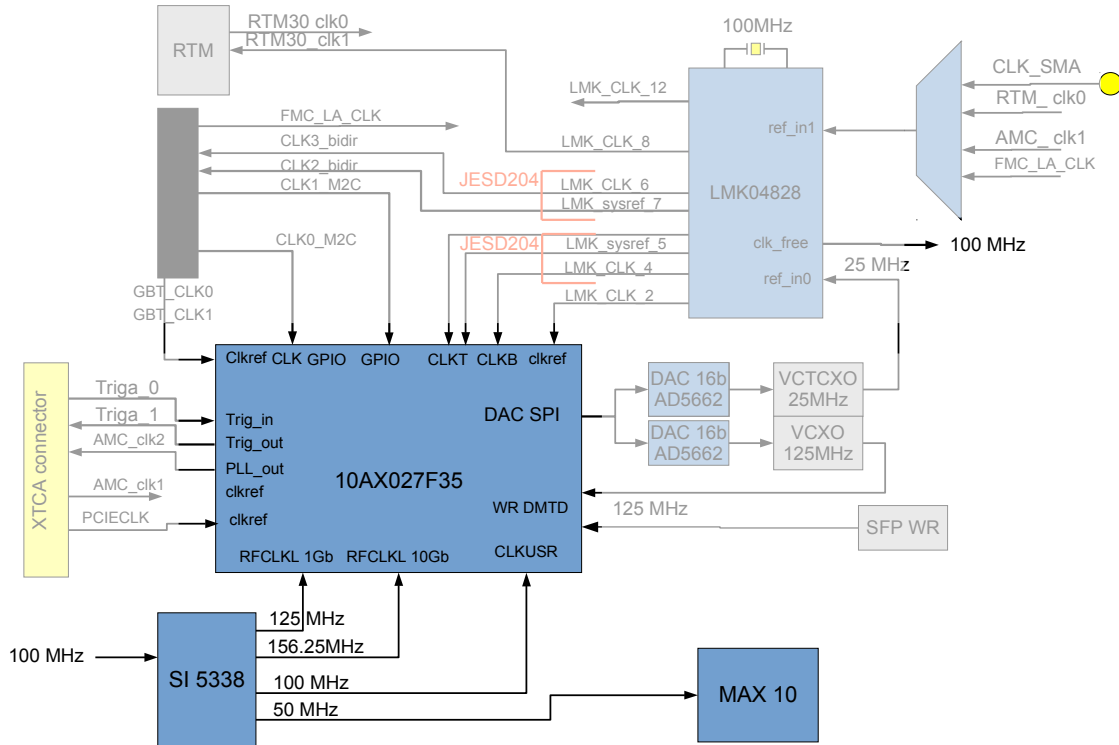 RTM30 clk0
RTM30_clk1
RTM
100MHz
CLK_SMA
RTM_ clk0
AMC_ clk1
FMC_LA_CLK
LMK_CLK_12
ref_in1
FMC_LA_CLK
CLK3_bidir
CLK2_bidir
CLK1_M2C
LMK_CLK_8
JESD204
LMK_CLK_6
LMK_sysref_7
LMK04828
CLK0_M2C
JESD204
LMK_sysref_5
clk_free
100 MHz
25 MHz
LMK_CLK_4
ref_in0
LMK_CLK_2
GBT_CLK0
GBT_CLK1
Clkref
CLK
GPIO
GPIO
CLKT
CLKB
clkref
XTCA connector
Triga_0
Triga_1
AMC_clk2
AMC_clk1
PCIECLK
Trig_in
Trig_out
PLL_out
clkref
clkref
DAC SPI
10AX027F35
WR DMTD
RFCLKL 1Gb
RFCLKL 10Gb
CLKUSR
DAC 16b
AD5662
VCTCXO
25MHz
DAC 16b
AD5662
VCXO
125MHz
125 MHz
SFP WR
100 MHz
SI 5338
125 MHz
156.25MHz
100 MHz
50 MHz
MAX 10